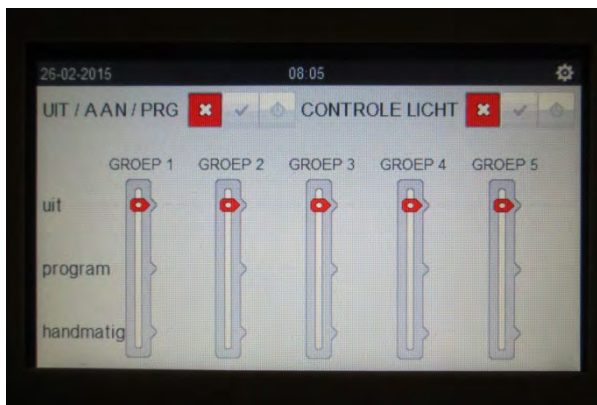 26-02-2015 08:05
UIT / AAN / PRG CONTROLE LICHT
GROEP 1 GROEP 2 GROEP 3 GROEP 4 GROEP 5
uit
program
handmatig